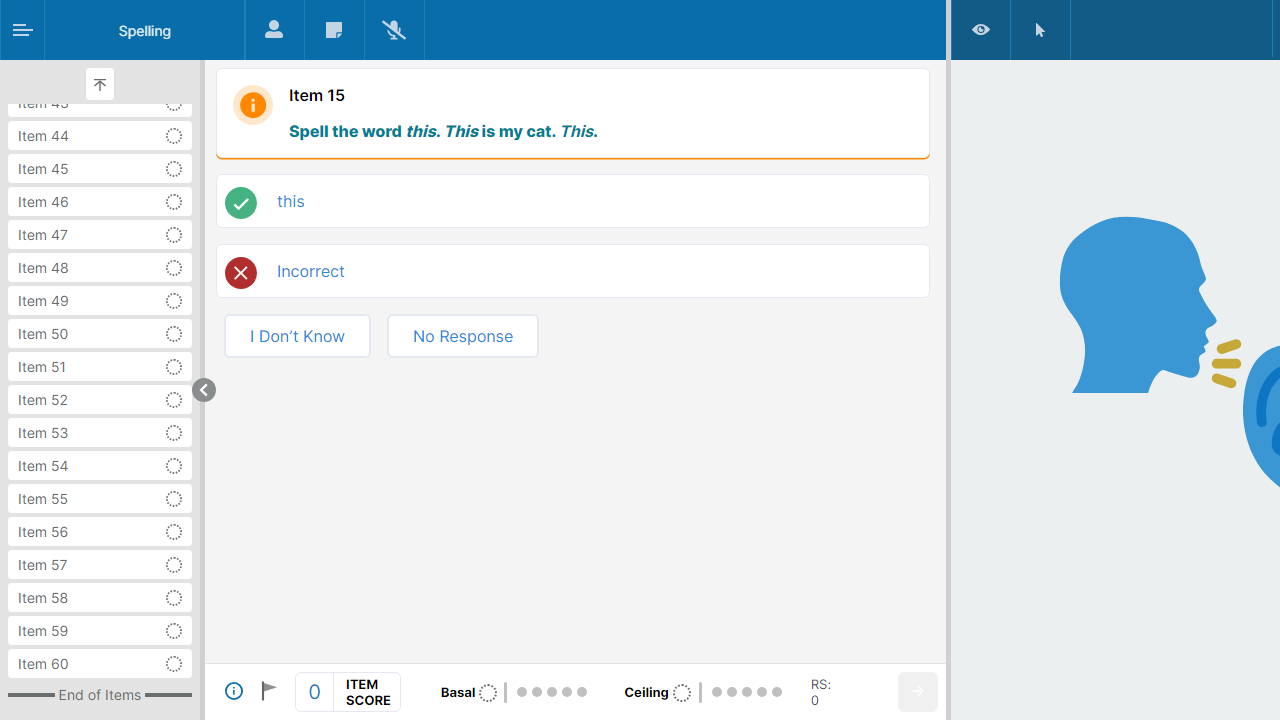 Spelling
Item 43
Item 44
Item 45
Item 46
Item 47
Item 48
Item 49
Item 50
Item 51
Item 52
Item 53
Item 54
Item 55
Item 56
Item 57
Item 58
Item 59
Item 60
End of Items
Item 15
Spell the word this. This is my cat. This.
this
Incorrect
I Don’t Know
No Response
0
ITEM
SCORE
Basal
Ceiling
RS:
0